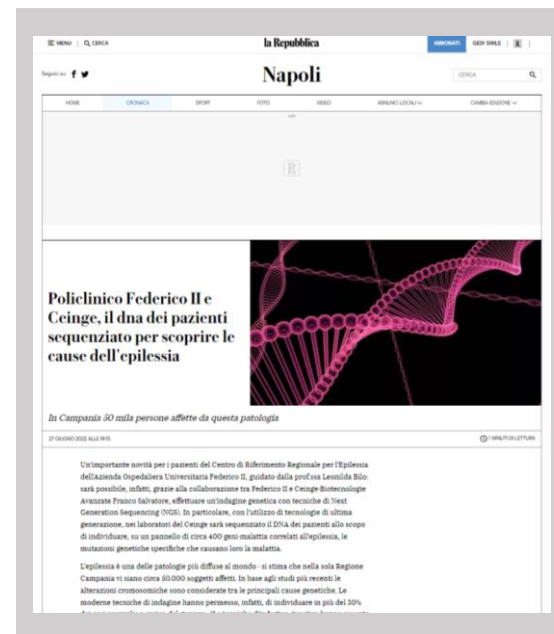 MENU | CERCA
la Repubblica
ABBONATI GEDI SMILE | R |
Seguici su:
Napoli
CERCA
HOME CRONACA SPORT FOTO VIDEO ANNUNCI LOCALI CAMBIA EDIZIONE
R
Policlinico Federico II e
Ceinge, il dna dei pazienti
sequenziato per scoprire le
cause dell'epilessia
In Campania 50 mila persone affette da questa patologia
27 GIUGNO 2022 ALLE
1 MINUTI DI LETTURA
Un'importante novità per i pazienti del Centro di Riferimento Regionale per l'Epilessia
dell'Azienda Ospedaliera Universitaria Federico II, guidato dalla prof.ssa Leonilda Bilo:
sarà possibile, infatti, grazie alla collaborazione tra Federico II e Ceinge-Biotecnologie
Avanzate Franco Salvatore, effettuare un'indagine genetica con tecniche di Next
Generation Sequencing (NGS). In particolare, con l'utilizzo di tecnologie di ultima
generazione, nei laboratori del Ceinge sarà sequenziato il DNA dei pazienti allo scopo
di individuare, su un pannello di circa 400 geni-malattia correlati all'epilessia, le
mutazioni genetiche specifiche che causano loro la malattia.
L'epilessia è una delle patologie più diffuse al mondo - si stima che nella sola Regione
Campania vi siano circa 50.000 soggetti affetti. In base agli studi più recenti le
alterazioni cromosomiche sono considerate tra le principali cause genetiche. Le
moderne tecniche di indagine hanno permesso, infatti, di individuare in più del 30%